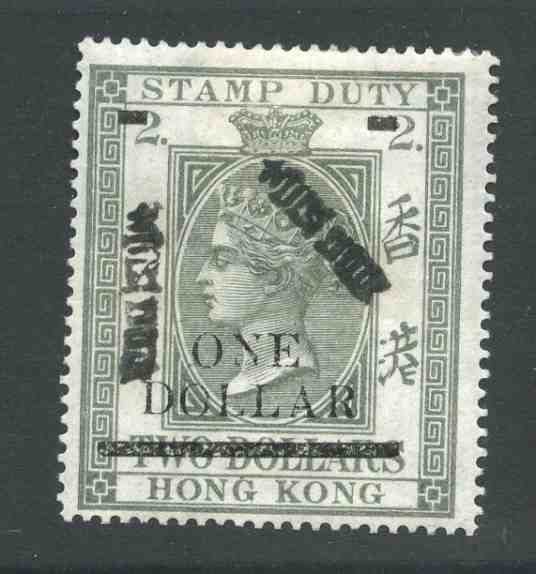 STAMP DUTY
2. 2.
香
港
ONE
DOLLAR
TWO DOLLARS
HONG KONG